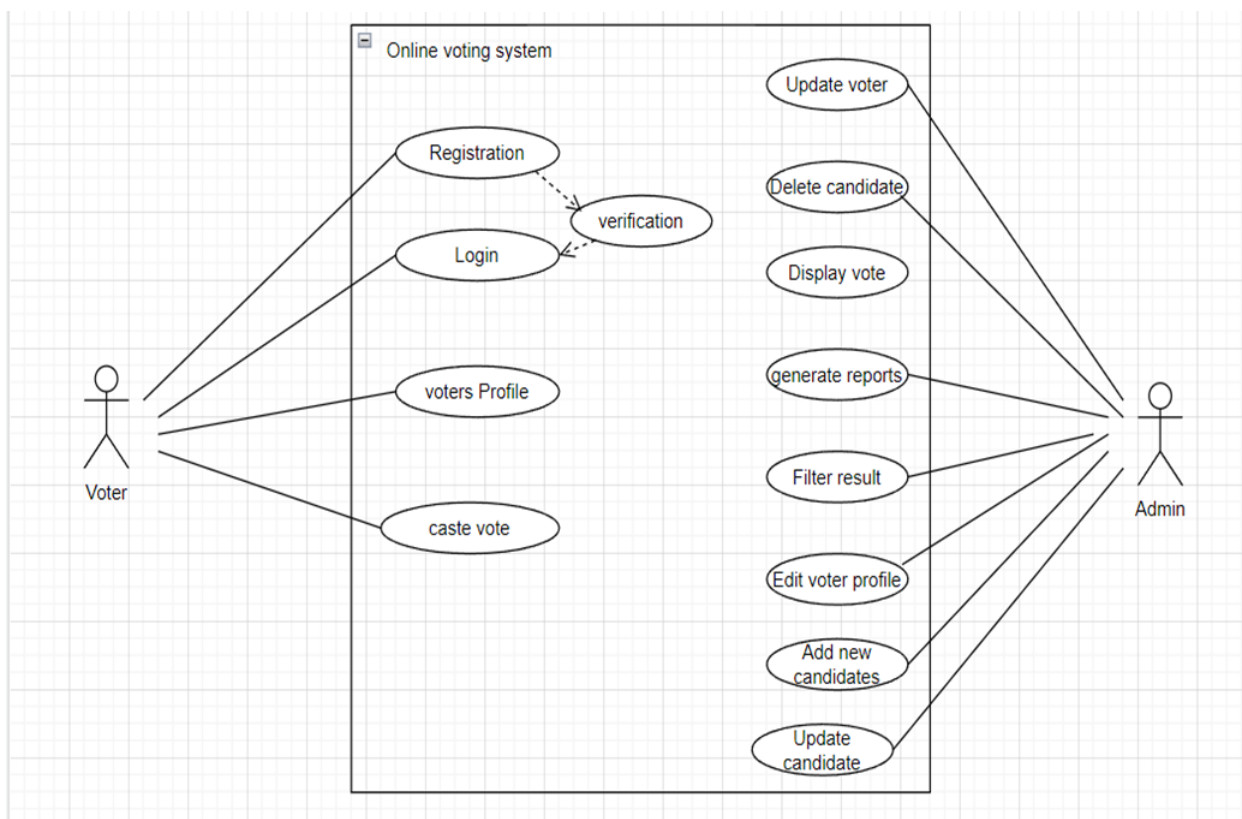 Online voting system
Update voter
Registration
Delete candidate
verification
Login
Display vote
generate reports
voters Profile
Filter result
Voter
Admin
caste vote
Edit voter profile
Add new
candidates
Update
candidate